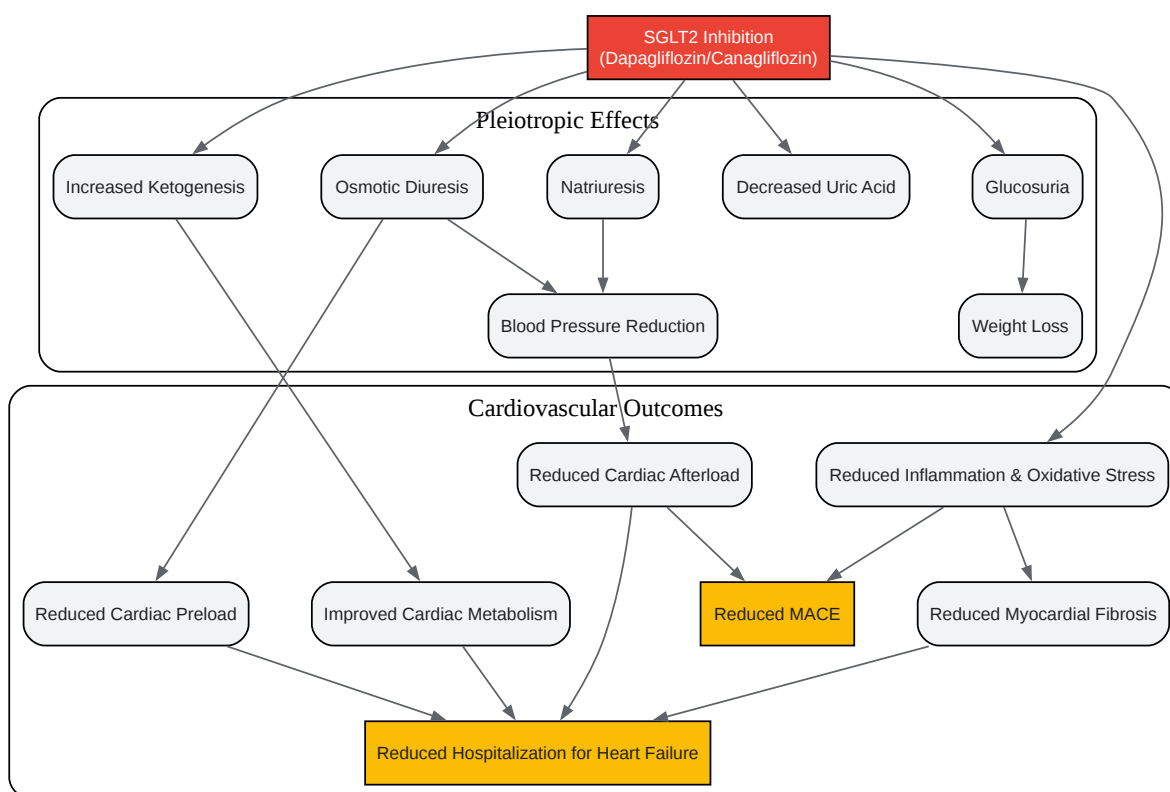 SGLT2 Inhibition
(Dapagliflozin/Canagliflozin)
Pleiotropic Effects
Increased Ketogenesis
Osmotic Diuresis
Natriuresis
Decreased Uric Acid
Glucosuria
Blood Pressure Reduction
Weight Loss
Cardiovascular Outcomes
Reduced Cardiac Afterload
Reduced Inflammation & Oxidative Stress
Reduced Cardiac Preload
Improved Cardiac Metabolism
Reduced MACE
Reduced Myocardial Fibrosis
Reduced Hospitalization for Heart Failure